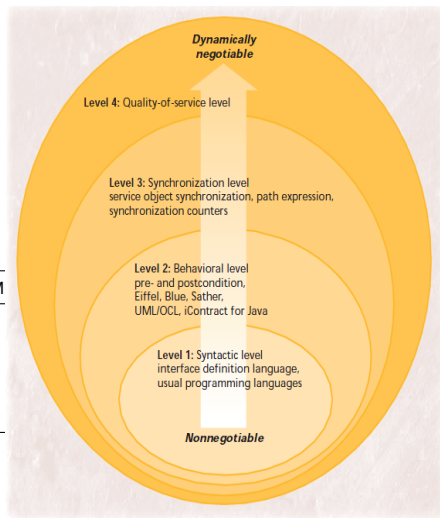 Dynamically
negotiable
Level 4: Quality-of-service level
Level 3: Synchronization level
service object synchronization, path expression,
synchronization counters
M
Level 2: Behavioral level
pre- and postcondition,
Eiffel, Blue, Sather,
UML/OCL, iContract for Java
Level 1: Syntactic level
interface definition language,
usual programming languages
Nonnegotiable